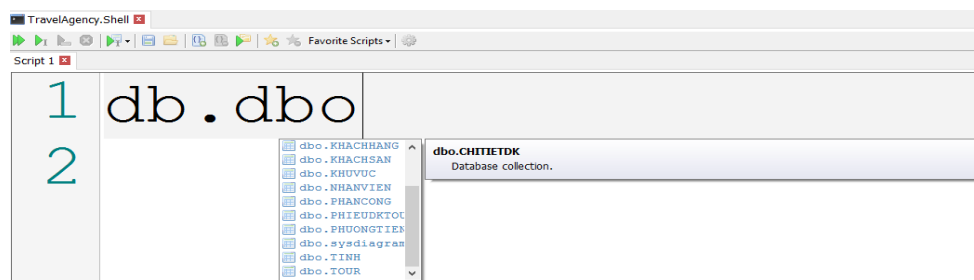 TravelAgency.Shell
Favorite Scripts
Script 1
1 db.dbo
2
dbo.KHACHHANG
dbo.KHACHSAN
dbo.KHUVUC
dbo.NHANVIEN
dbo.PHANCONG
dbo.PHIEUDKTOU
dbo.PHUONGTIEN
dbo.sysdiagram
dbo.TINH
dbo.TOUR
dbo.CHITIETDK
Database collection.